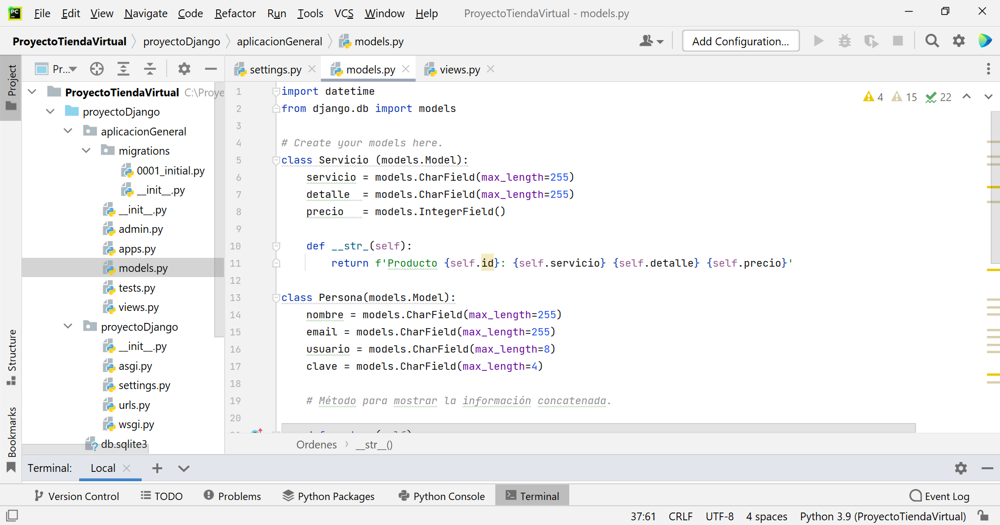 PC
File Edit View Navigate Code Refactor Run Tools VCS Window Help ProyectoTiendaVirtual - models.py
ProyectoTiendaVirtual proyectoDjango aplicacionGeneral models.py Add Configuration...
Project
Structure
Bookmarks
Pr...
ProyectoTiendaVirtual C:\Proye
proyectoDjango
aplicacionGeneral
migrations
0001_initial.py
__init__.py
__init__.py
admin.py
apps.py
models.py
tests.py
views.py
proyectoDjango
__init__.py
asgi.py
settings.py
urls.py
wsgi.py
db.sqlite3
settings.py models.py views.py
4 15 22
1 import datetime
2 from django.db import models
3
4 # Create your models here.
5 class Servicio (models.Model):
6 servicio = models.CharField(max_length=255)
7 detalle = models.CharField(max_length=255)
8 precio = models.IntegerField()
9
10 def __str_(self):
11 return f'Producto {self.id}: {self.servicio} {self.detalle} {self.precio}'
12
13 class Persona(models.Model):
14 nombre = models.CharField(max_length=255)
15 email = models.CharField(max_length=255)
16 usuario = models.CharField(max_length=8)
17 clave = models.CharField(max_length=4)
18
19 # Método para mostrar la información concatenada.
20
Ordenes __str__()
Terminal: Local
Version Control TODO Problems Python Packages Python Console Terminal Event Log
37:61 CRLF UTF-8 4 spaces Python 3.9 (ProyectoTiendaVirtual)